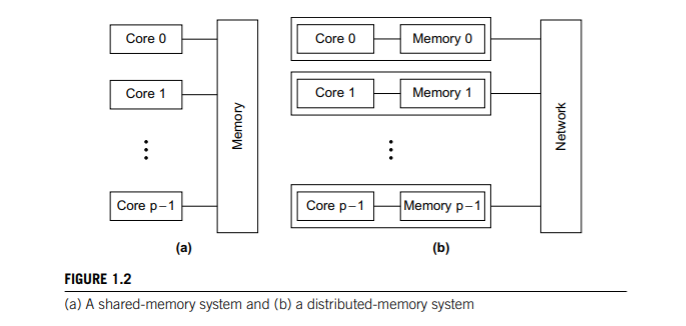 Core 0
Core 1
Core p−1
Memory
(a)
Core 0 Memory 0
Core 1 Memory 1
Core p−1 Memory p−1
Network
(b)
FIGURE 1.2
(a) A shared-memory system and (b) a distributed-memory system